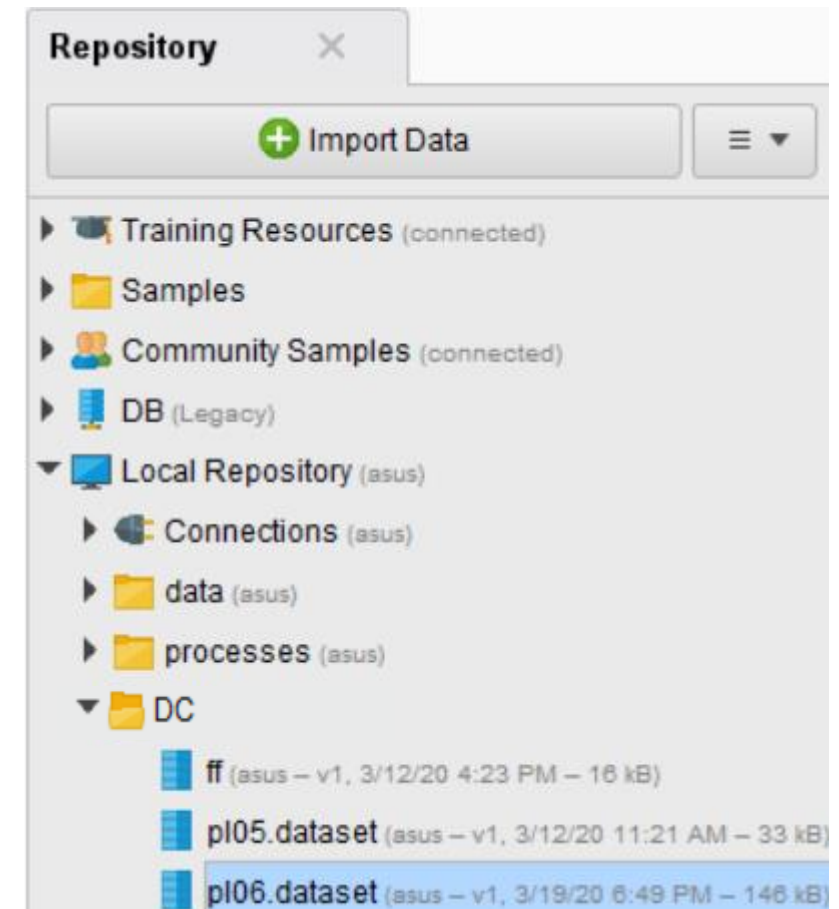 Repository
Import Data
Training Resources (connected)
Samples
Community Samples (connected)
DB (Legacy)
Local Repository (asus)
Connections (asus)
data (asus)
processes (asus)
DC
ff (asus – v1, 3/12/20 4:23 PM – 16 kB)
pl05.dataset (asus – v1, 3/12/20 11:21 AM – 33 kB)
pl06.dataset (asus – v1, 3/19/20 6:49 PM – 146 kB)